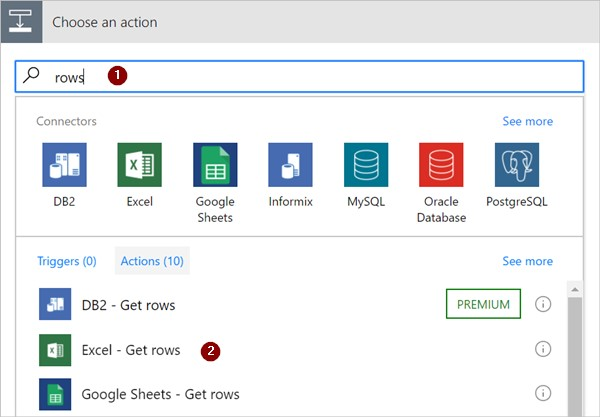 Choose an action
rows 1
Connectors See more
DB2 Excel Google Sheets Informix MySQL Oracle Database PostgreSQL
Triggers (0) Actions (10) See more
DB2 - Get rows PREMIUM
Excel - Get rows 2
Google Sheets - Get rows